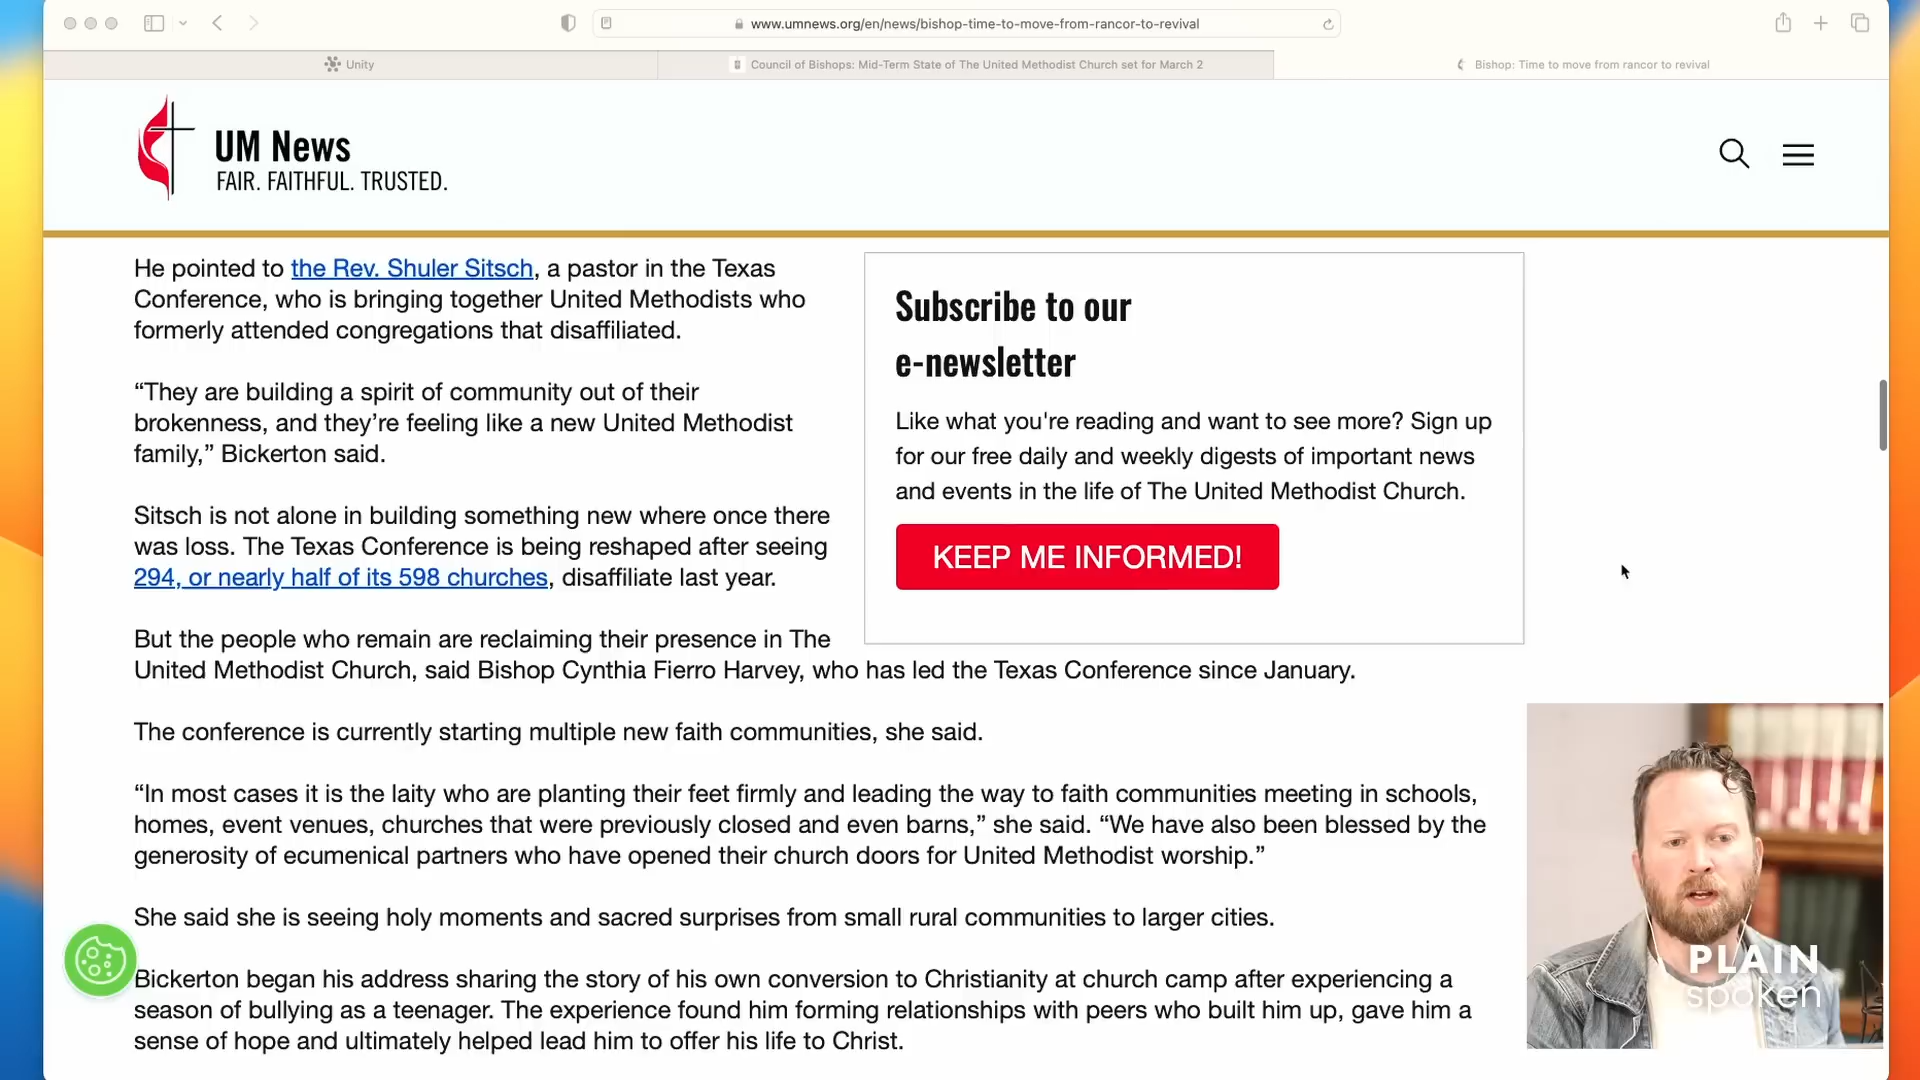 www.umnews.org/en/news/bishop-time-to-move-from-rancor-to-revival
Unity
Council of Bishops: Mid-Term State of The United Methodist Church set for March 2
Bishop: Time to move from rancor to revival
UM News
FAIR. FAITHFUL. TRUSTED.
He pointed to the Rev. Shuler Sitsch, a pastor in the Texas
Conference, who is bringing together United Methodists who
formerly attended congregations that disaffiliated.
“They are building a spirit of community out of their
brokenness, and they’re feeling like a new United Methodist
family,” Bickerton said.
Sitsch is not alone in building something new where once there
was loss. The Texas Conference is being reshaped after seeing
294, or nearly half of its 598 churches, disaffiliate last year.
Subscribe to our
e-newsletter
Like what you're reading and want to see more? Sign up
for our free daily and weekly digests of important news
and events in the life of The United Methodist Church.
KEEP ME INFORMED!
But the people who remain are reclaiming their presence in The
United Methodist Church, said Bishop Cynthia Fierro Harvey, who has led the Texas Conference since January.
The conference is currently starting multiple new faith communities, she said.
“In most cases it is the laity who are planting their feet firmly and leading the way to faith communities meeting in schools,
homes, event venues, churches that were previously closed and even barns,” she said. “We have also been blessed by the
generosity of ecumenical partners who have opened their church doors for United Methodist worship.”
She said she is seeing holy moments and sacred surprises from small rural communities to larger cities.
Bickerton began his address sharing the story of his own conversion to Christianity at church camp after experiencing a
season of bullying as a teenager. The experience found him forming relationships with peers who built him up, gave him a
sense of hope and ultimately helped lead him to offer his life to Christ.
PLAIN
spoken